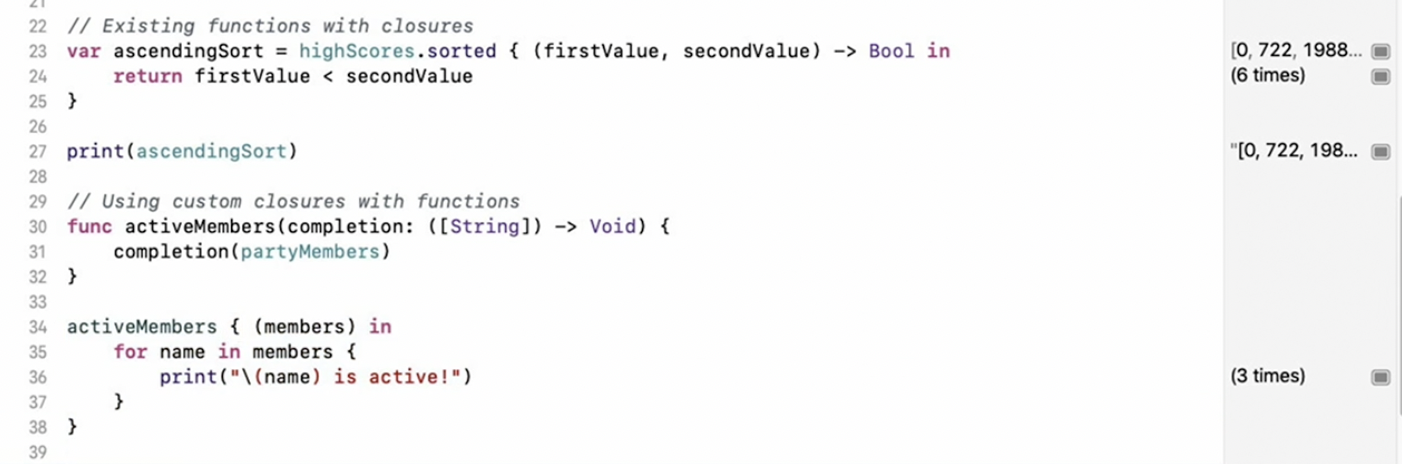 21
22 // Existing functions with closures
23 var ascendingSort = highScores.sorted { (firstValue, secondValue) -> Bool in [0, 722, 1988...
24 return firstValue < secondValue (6 times)
25 }
26
27 print(ascendingSort) "[0, 722, 198...
28
29 // Using custom closures with functions
30 func activeMembers(completion: ([String]) -> Void) {
31 completion(partyMembers)
32 }
33
34 activeMembers { (members) in
35 for name in members {
36 print("\(name) is active!") (3 times)
37 }
38 }
39